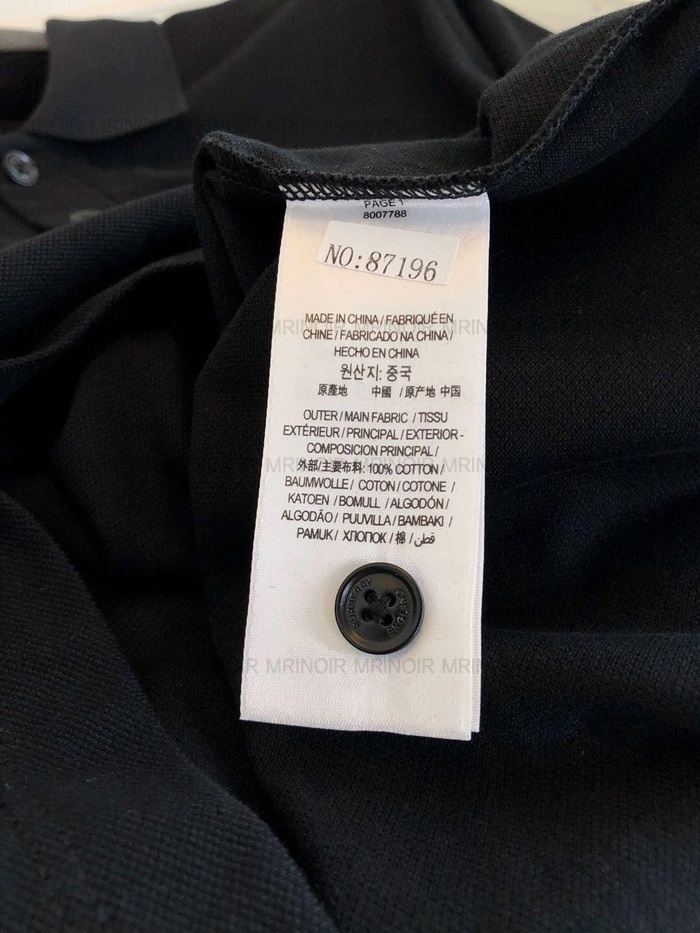 PAGE 1
8007788
NO:87196
MADE IN CHINA / FABRIQUÉ EN
CHINE / FABRICADO NA CHINA /
HECHO EN CHINA
원산지: 중국
原產地 中國 / 原产地 中国
OUTER / MAIN FABRIC / TISSU
EXTÉRIEUR / PRINCIPAL / EXTERIOR -
COMPOSICION PRINCIPAL /
外部/主要布料: 100% COTTON /
BAUMWOLLE / COTON / COTONE /
KATOEN / BOMULL / ALGODÓN /
ALGODÃO / PUUVILLA / BAMBAKI /
PAMUK / ХЛОПОК / 棉 / قطن
BURBERRY
ENGLAND
MRINOIR MRINOIR MRINOIR